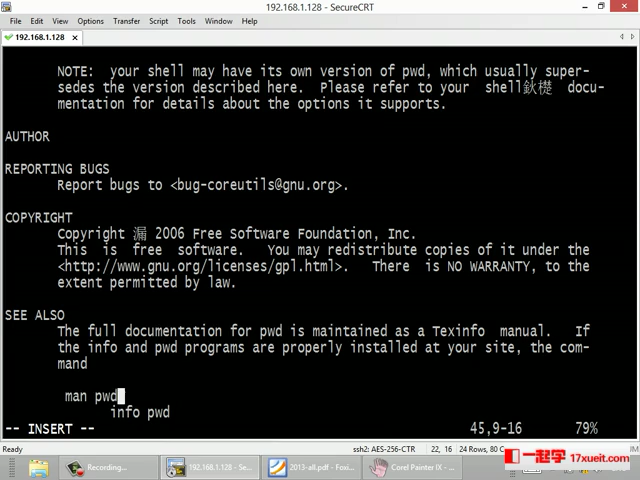 192.168.1.128 - SecureCRT
File Edit View Options Transfer Script Tools Window Help
192.168.1.128
NOTE: your shell may have its own version of pwd, which usually super-
sedes the version described here. Please refer to your shell鈥檚 docu-
mentation for details about the options it supports.
AUTHOR
REPORTING BUGS
Report bugs to <bug-coreutils@gnu.org>.
COPYRIGHT
Copyright 漏 2006 Free Software Foundation, Inc.
This is free software. You may redistribute copies of it under the
<http://www.gnu.org/licenses/gpl.html>. There is NO WARRANTY, to the
extent permitted by law.
SEE ALSO
The full documentation for pwd is maintained as a Texinfo manual. If
the info and pwd programs are properly installed at your site, the com-
mand
man pwd
info pwd
-- INSERT -- 45,9-16 79%
Ready ssh2: AES-256-CTR 22, 16 24 Rows, 80 C
Recording... 192.168.1.128 - Se... 2013-all.pdf - Foxi... Corel Painter IX - ...
一起学 17xueit.com